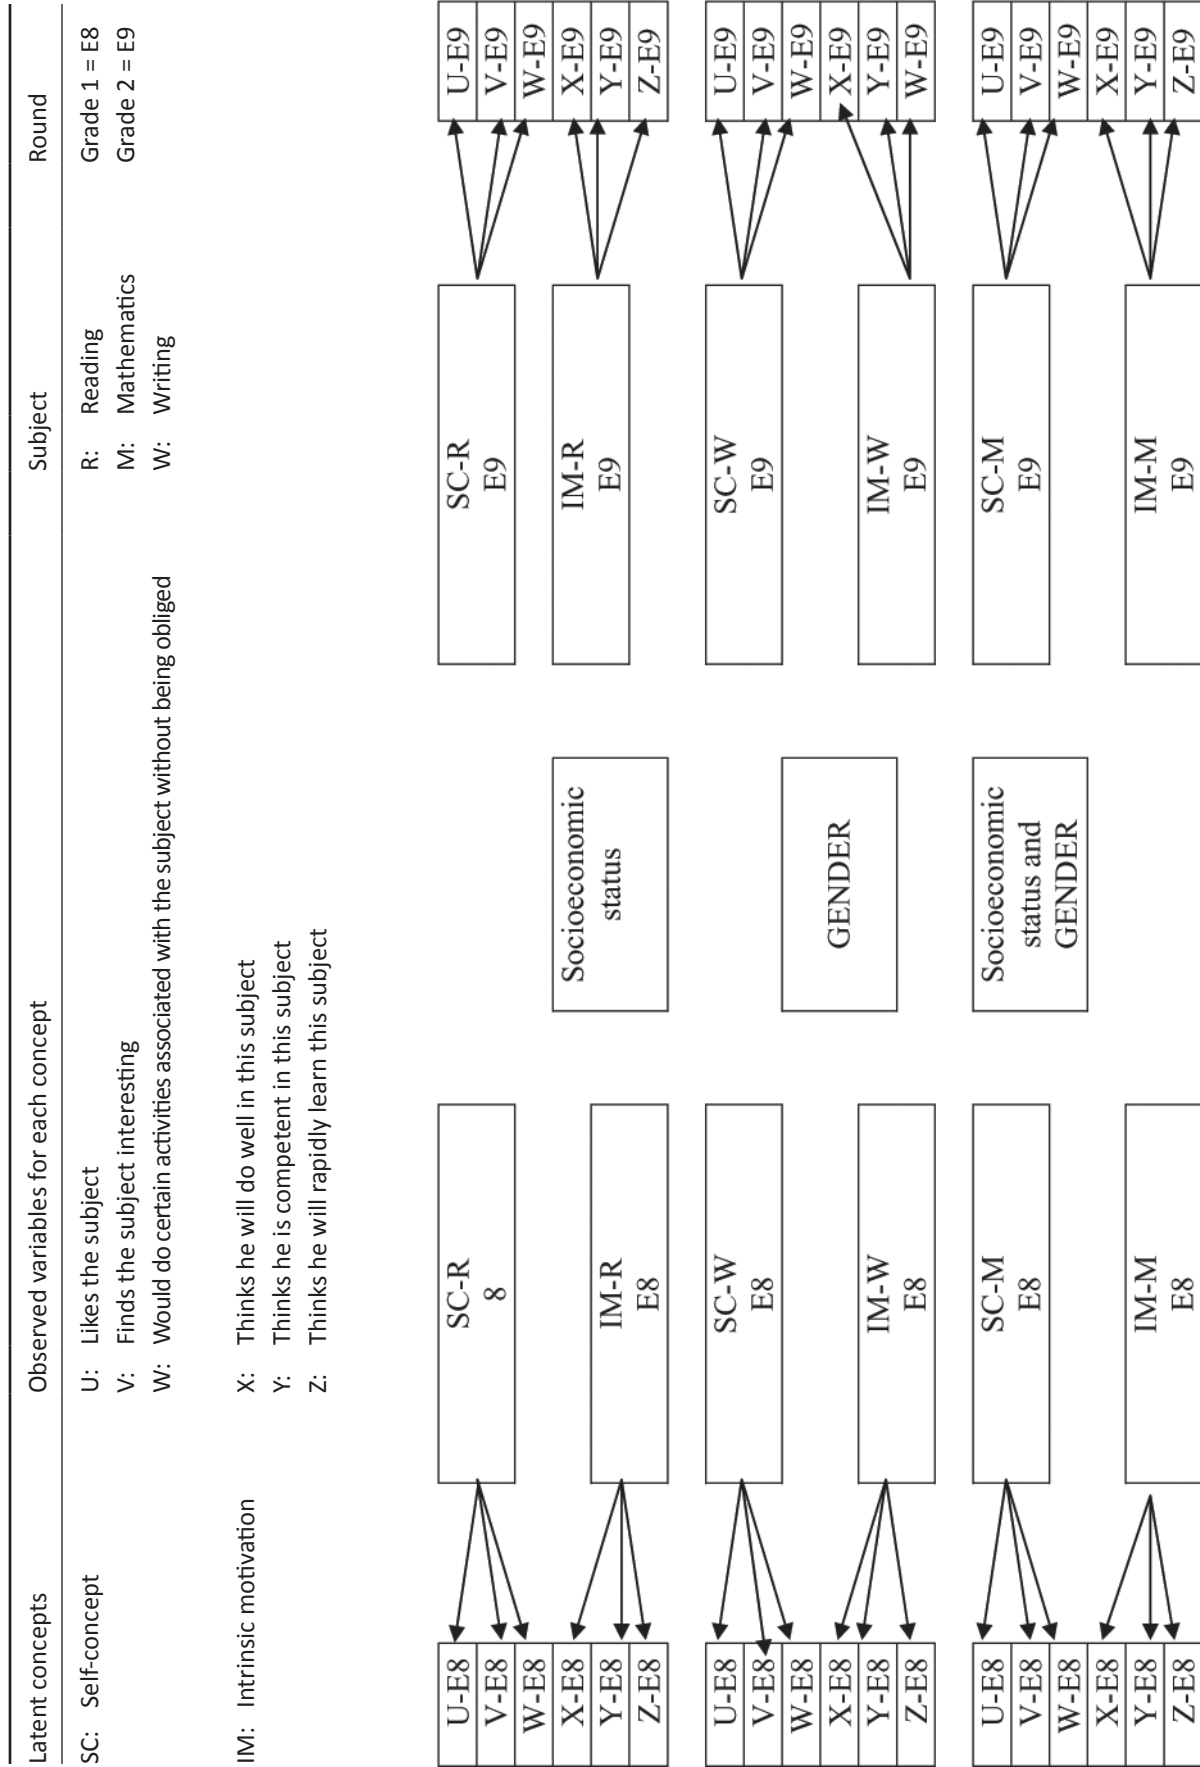 Latent concepts Observed variables for each concept Subject Round
SC: Self-concept U: Likes the subject R: Reading Grade 1 = E8
V: Finds the subject interesting M: Mathematics Grade 2 = E9
W: Would do certain activities associated with the subject without being obliged W: Writing
IM: Intrinsic motivation X: Thinks he will do well in this subject
Y: Thinks he is competent in this subject
Z: Thinks he will rapidly learn this subject
U-E8
V-E8
W-E8
X-E8
Y-E8
Z-E8
SC-R
8
IM-R
E8
Socioeconomic
status
SC-R
E9
IM-R
E9
U-E9
V-E9
W-E9
X-E9
Y-E9
Z-E9
U-E8
V-E8
W-E8
X-E8
Y-E8
Z-E8
SC-W
E8
IM-W
E8
GENDER
SC-W
E9
IM-W
E9
U-E9
V-E9
W-E9
X-E9
Y-E9
W-E9
U-E8
V-E8
W-E8
X-E8
Y-E8
Z-E8
SC-M
E8
IM-M
E8
Socioeconomic
status and
GENDER
SC-M
E9
IM-M
E9
U-E9
V-E9
W-E9
X-E9
Y-E9
Z-E9